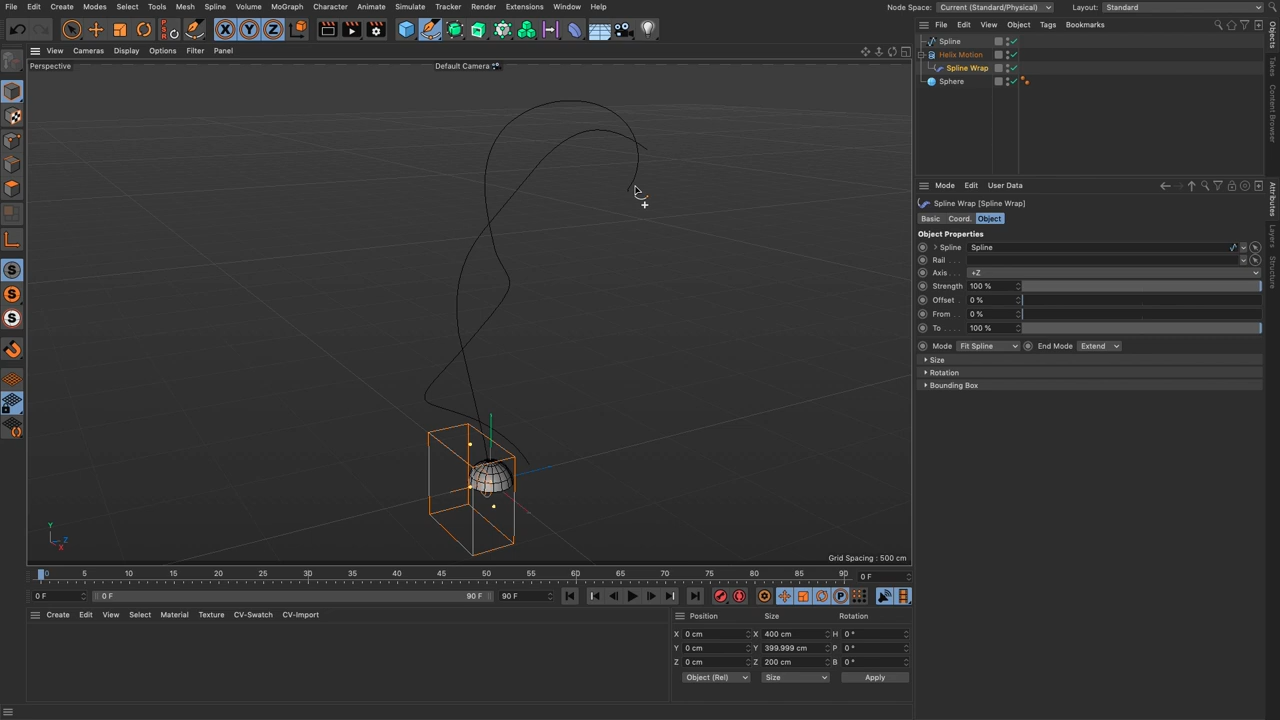 File Edit Create Modes Select Tools Mesh Spline Volume MoGraph Character Animate Simulate Tracker Render Extensions Window Help Node Space: Current (Standard/Physical) Layout: Standard
X Y Z
File Edit View Object Tags Bookmarks
Spline
Helix Motion
Spline Wrap
Sphere
Objects
Takes
Content Browser
View Cameras Display Options Filter Panel
Perspective
Default Camera
Mode Edit User Data
Spline Wrap [Spline Wrap]
Basic Coord. Object
Object Properties
Spline Spline
Rail
Axis +Z
Strength 100 %
Offset 0 %
From 0 %
To 100 %
Mode Fit Spline End Mode Extend
Size
Rotation
Bounding Box
Attributes
Layers
Structure
Y
Z
X
Grid Spacing : 500 cm
0 5 10 15 20 25 30 35 40 45 50 55 60 65 70 75 80 85 90 0 F
0 F 0 F 90 F 90 F
P
Create Edit View Select Material Texture CV-Swatch CV-Import
Position Size Rotation
X 0 cm X 400 cm H 0 °
Y 0 cm Y 399.999 cm P 0 °
Z 0 cm Z 200 cm B 0 °
Object (Rel) Size Apply